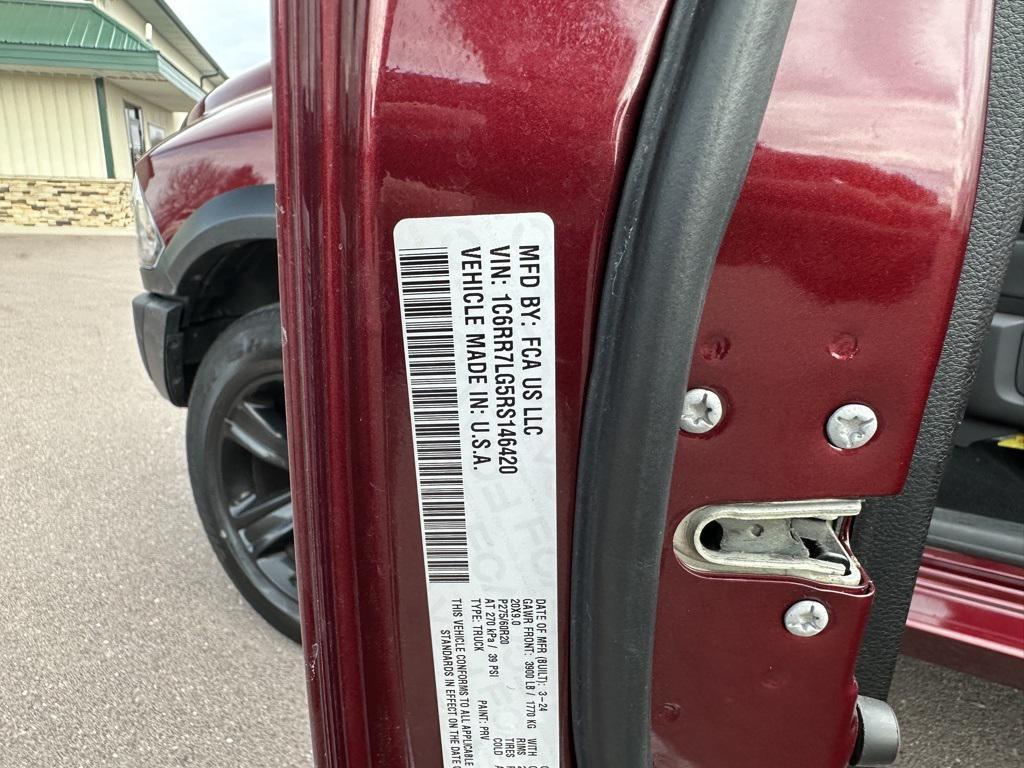 MFD BY: FCA US LLC
VIN: 1C6RR7LG5RS146420
VEHICLE MADE IN: U.S.A.
DATE OF MFR (BUILT): 3-24
GAWR FRONT: 3900 LB / 1770 KG WITH
20X9.0 RIMS
P275/60R20 TIRES
AT 270 kPa / 39 PSI COLD
TYPE: TRUCK PAINT: PRV
THIS VEHICLE CONFORMS TO ALL APPLICABLE
STANDARDS IN EFFECT ON THE DATE